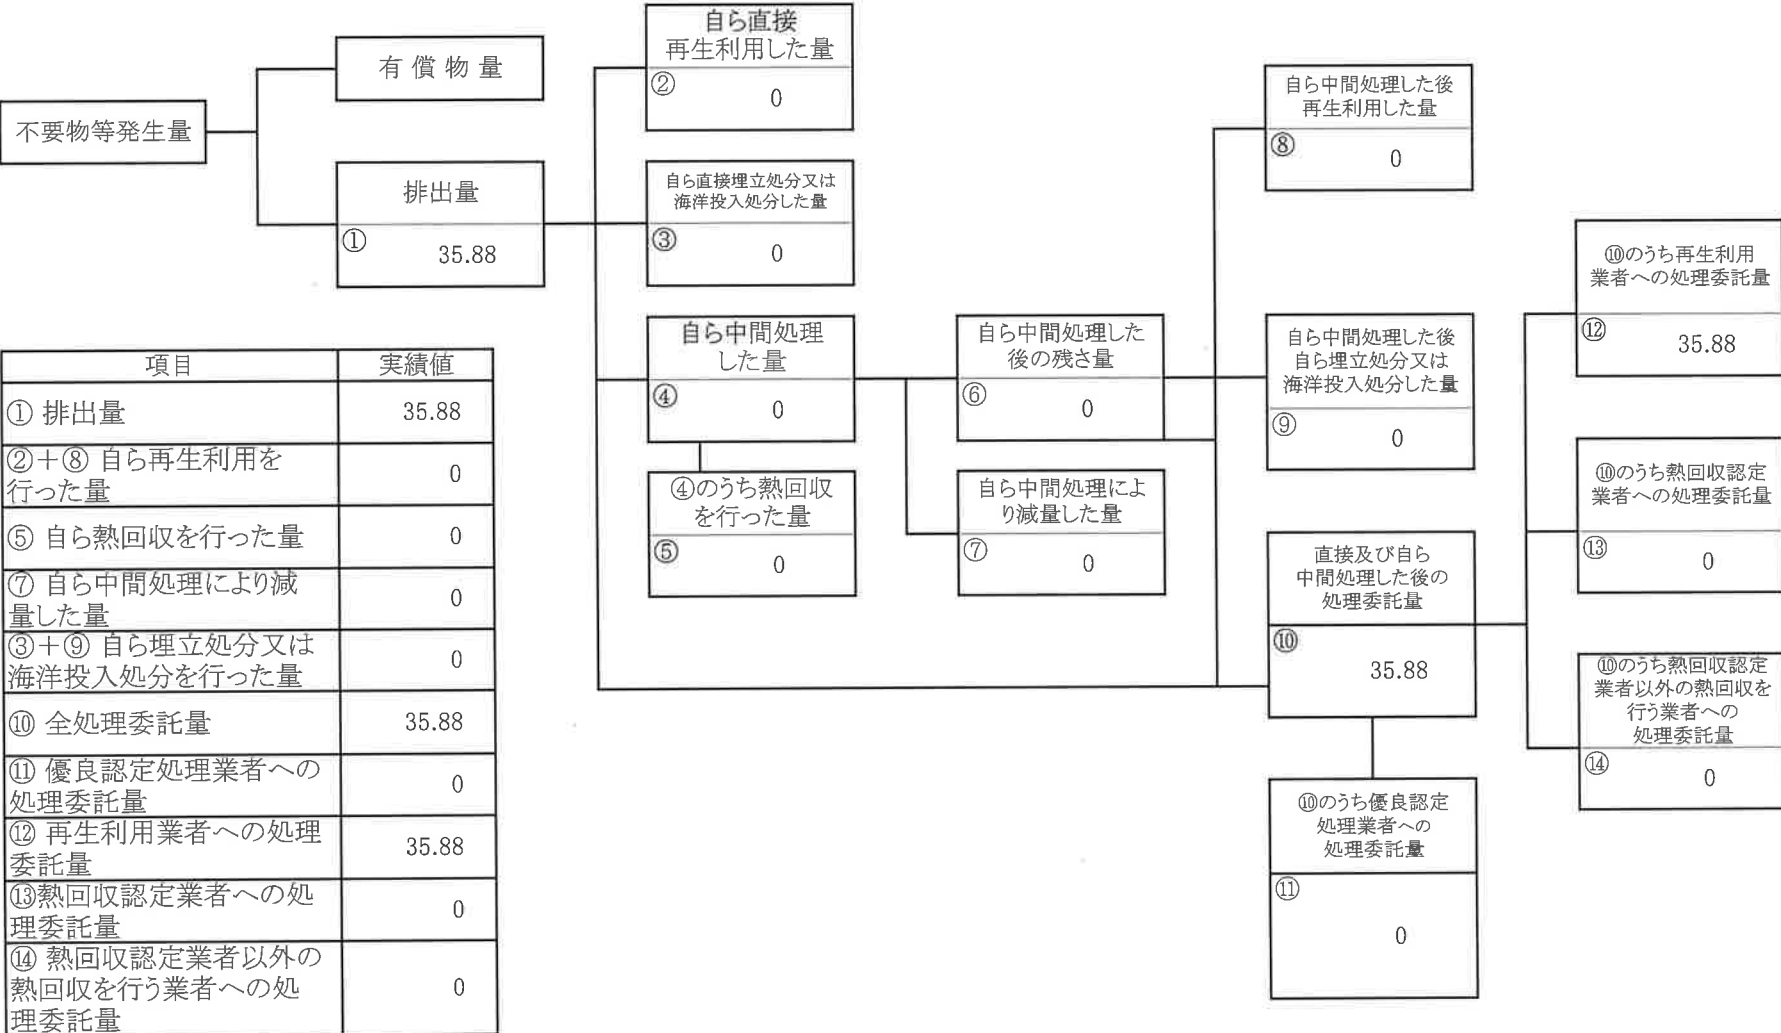 不要物等発生量
有償物量
排出量
①
35.88
自ら直接
再生利用した量
②
0
自ら直接埋立処分又は
海洋投入処分した量
③
0
自ら中間処理
した量
④
0
④のうち熱回収
を行った量
⑤
0
自ら中間処理した
後の残さ量
⑥
0
自ら中間処理によ
り減量した量
⑦
0
自ら中間処理した後
再生利用した量
⑧
0
自ら中間処理した後
自ら埋立処分又は
海洋投入処分した量
⑨
0
直接及び自ら
中間処理した後の
処理委託量
⑩
35.88
⑩のうち優良認定
処理業者への
処理委託量
⑪
0
⑩のうち再生利用
業者への処理委託量
⑫
35.88
⑩のうち熱回収認定
業者への処理委託量
⑬
0
⑩のうち熱回収認定
業者以外の熱回収を
行う業者への
処理委託量
⑭
0
項目 実績値
① 排出量 35.88
②+⑧ 自ら再生利用を
行った量 0
⑤ 自ら熱回収を行った量 0
⑦ 自ら中間処理により減
量した量 0
③+⑨ 自ら埋立処分又は
海洋投入処分を行った量 0
⑩ 全処理委託量 35.88
⑪ 優良認定処理業者への
処理委託量 0
⑫ 再生利用業者への処理
委託量 35.88
⑬熱回収認定業者への処
理委託量 0
⑭ 熱回収認定業者以外の
熱回収を行う業者への処
理委託量 0